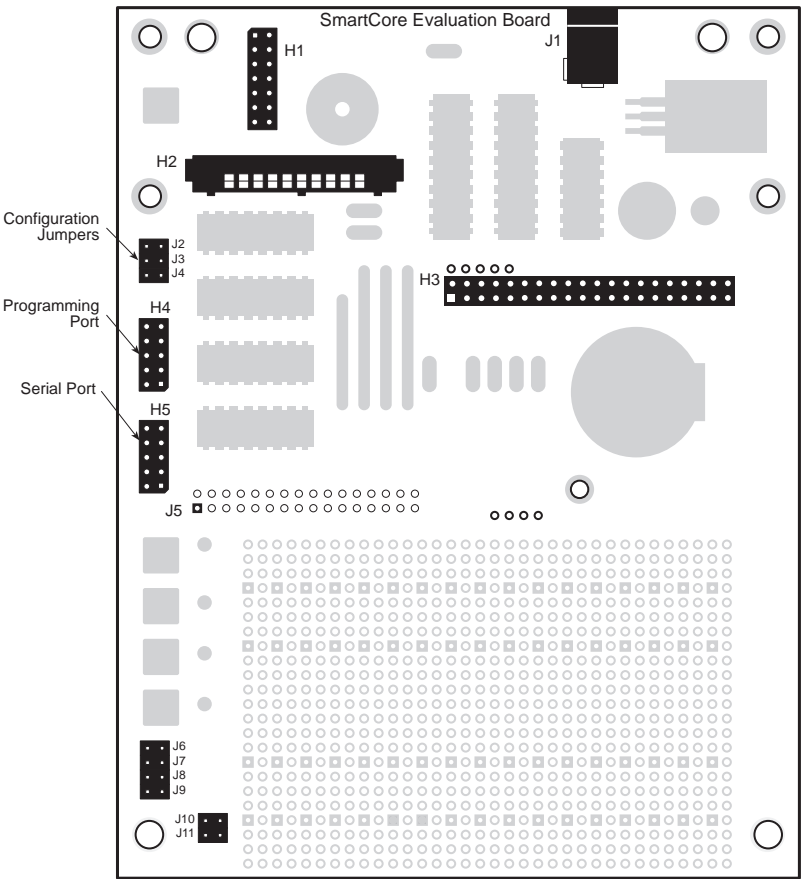 SmartCore Evaluation Board
J1
H1
H2
Configuration
Jumpers
J2
J3
J4
H3
Programming
Port
H4
Serial Port
H5
J5
J6
J7
J8
J9
J10
J11